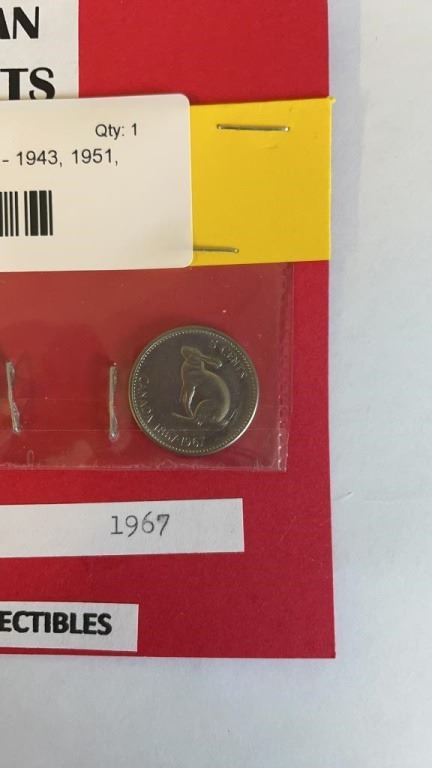 AN
TS
Qty: 1
- 1943, 1951,
5 CENTS
CANADA 1867-1967
1967
ECTIBLES